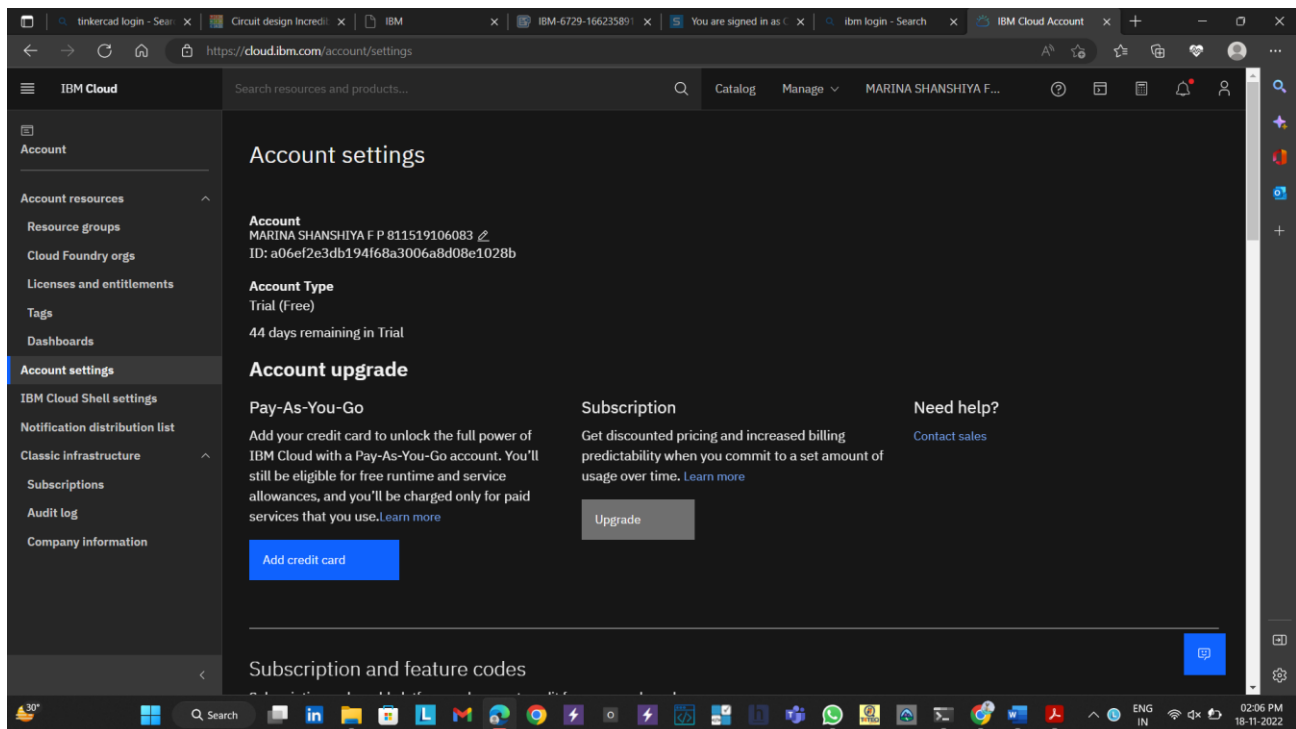 tinkercad login - Sear
Circuit design Incredib
IBM
IBM-6729-166235891
You are signed in as C
ibm login - Search
IBM Cloud Account
https://cloud.ibm.com/account/settings
IBM Cloud
Search resources and products...
Catalog
Manage
MARINA SHANSHIYA F...
Account
Account resources
Resource groups
Cloud Foundry orgs
Licenses and entitlements
Tags
Dashboards
Account settings
IBM Cloud Shell settings
Notification distribution list
Classic infrastructure
Subscriptions
Audit log
Company information
Account settings
Account
MARINA SHANSHIYA F P 811519106083
ID: a06ef2e3db194f68a3006a8d08e1028b
Account Type
Trial (Free)
44 days remaining in Trial
Account upgrade
Pay-As-You-Go
Add your credit card to unlock the full power of
IBM Cloud with a Pay-As-You-Go account. You’ll
still be eligible for free runtime and service
allowances, and you’ll be charged only for paid
services that you use.Learn more
Add credit card
Subscription
Get discounted pricing and increased billing
predictability when you commit to a set amount of
usage over time. Learn more
Upgrade
Need help?
Contact sales
Subscription and feature codes
30°
Search
ENG
IN
02:06 PM
18-11-2022